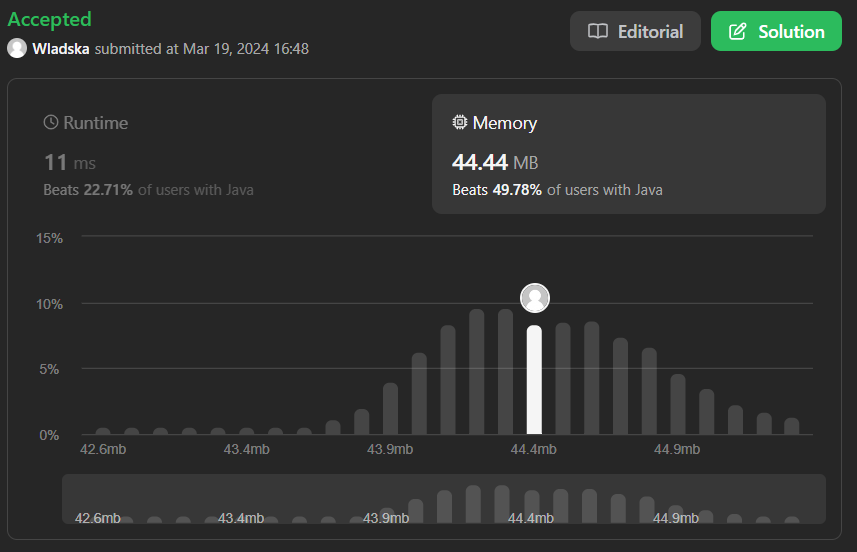 Accepted
Wladska submitted at Mar 19, 2024 16:48
Editorial
Solution
Runtime
11 ms
Beats 22.71% of users with Java
Memory
44.44 MB
Beats 49.78% of users with Java
15%
10%
5%
0%
42.6mb 43.4mb 43.9mb 44.4mb 44.9mb
42.6mb 43.4mb 43.9mb 44.4mb 44.9mb